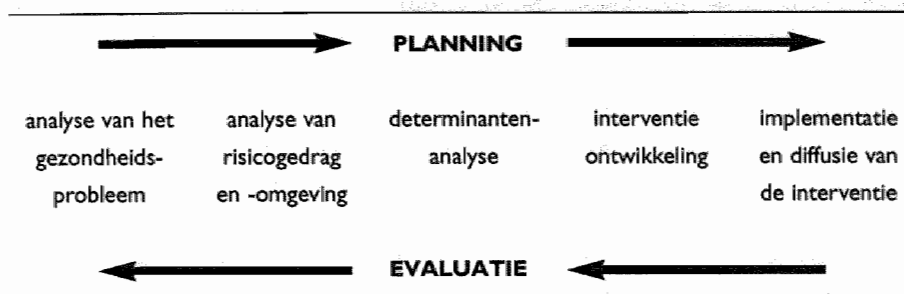 PLANNING
analyse van het
gezondheids-
probleem
analyse van
risicogedrag
en -omgeving
determinanten-
analyse
interventie
ontwikkeling
implementatie
en diffusie van
de interventie
EVALUATIE